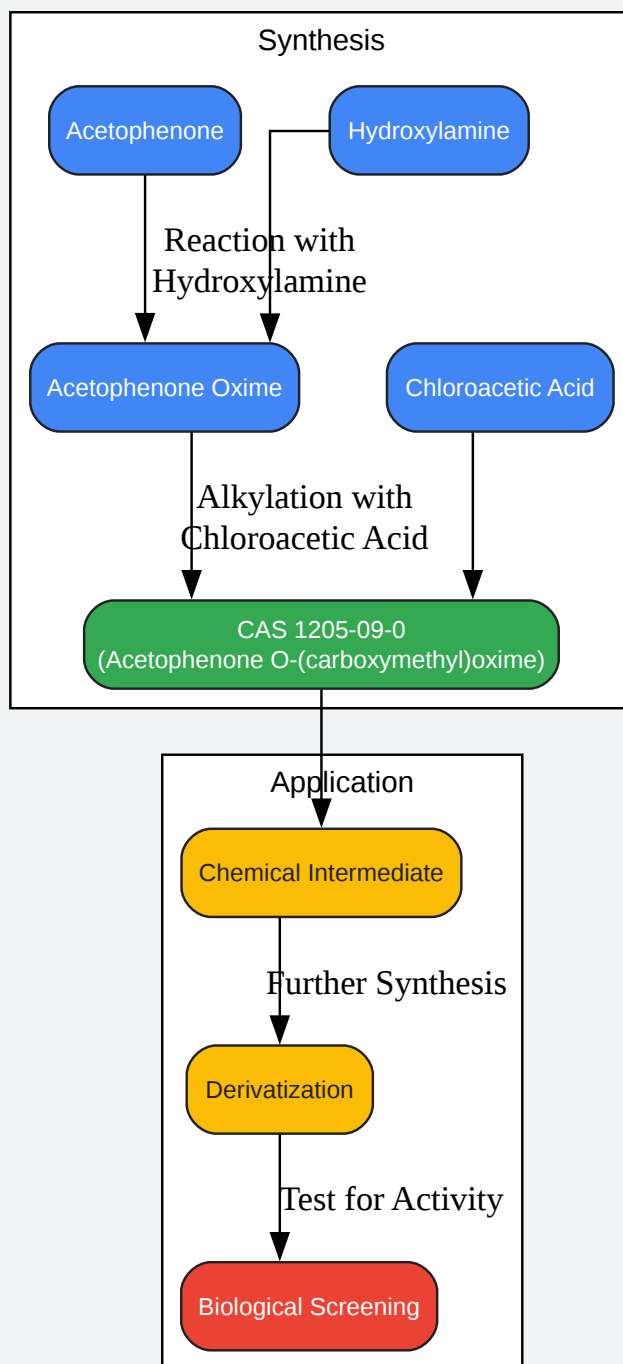 Synthesis
Acetophenone
Hydroxylamine
Reaction with
Hydroxylamine
Acetophenone Oxime
Chloroacetic Acid
Alkylation with
Chloroacetic Acid
CAS 1205-09-0
(Acetophenone O-(carboxymethyl)oxime)
Application
Chemical Intermediate
Further Synthesis
Derivatization
Test for Activity
Biological Screening